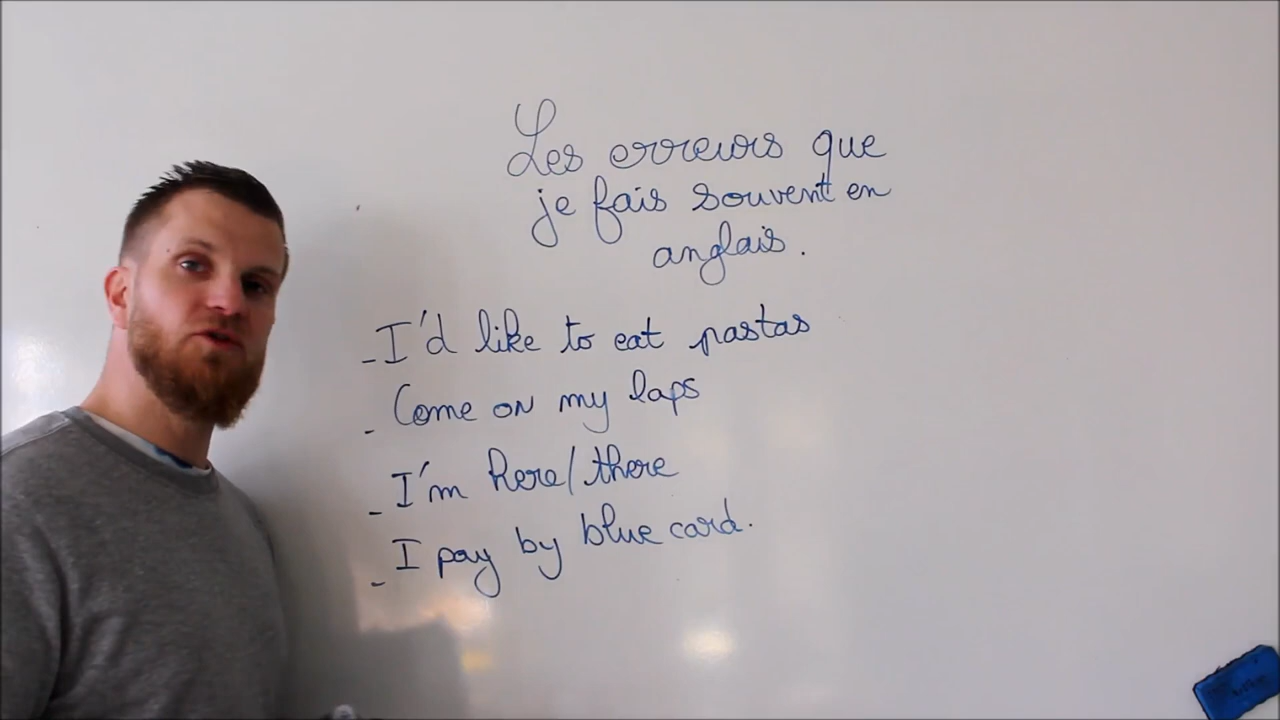 Les erreurs que
je fais souvent en
anglais.
- I'd like to eat pastas
- Come on my laps
- I'm here/there
- I pay by blue card.